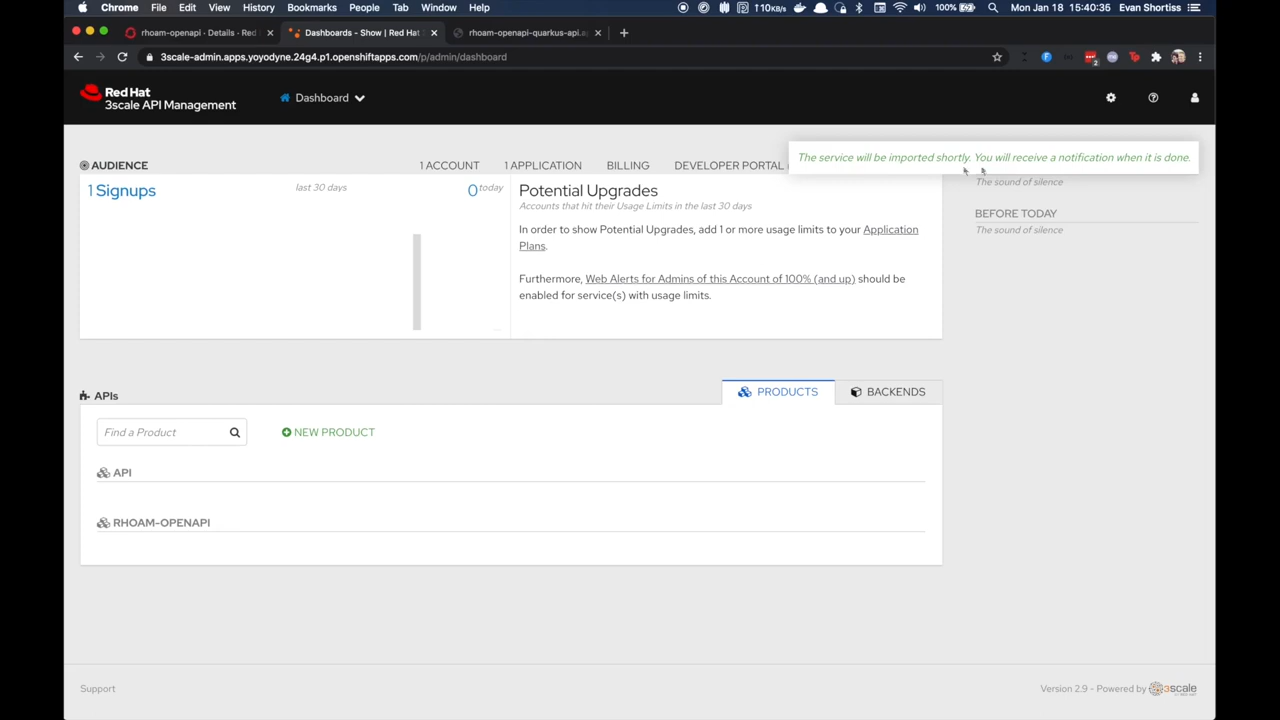 Chrome File Edit View History Bookmarks People Tab Window Help
110KB/s 100% Mon Jan 18 15:40:36 Evan Shortiss
rhoam-openapi · Details · Red
Dashboards - Show | Red Hat
rhoam-openapi-quarkus-api.ap
3scale-admin.apps.yoyodyne.24g4.p1.openshiftapps.com/p/admin/dashboard
Red Hat
3scale API Management
Dashboard
AUDIENCE
1 ACCOUNT
1 APPLICATION
BILLING
DEVELOPER PORTAL
The service will be imported shortly. You will receive a notification when it is done.
1 Signups
last 30 days
0 today
Potential Upgrades
Accounts that hit their Usage Limits in the last 30 days
In order to show Potential Upgrades, add 1 or more usage limits to your Application
Plans.
Furthermore, Web Alerts for Admins of this Account of 100% (and up) should be
enabled for service(s) with usage limits.
The sound of silence
BEFORE TODAY
The sound of silence
APIs
PRODUCTS
BACKENDS
Find a Product
NEW PRODUCT
API
RHOAM-OPENAPI
Support
Version 2.9 - Powered by 3scale